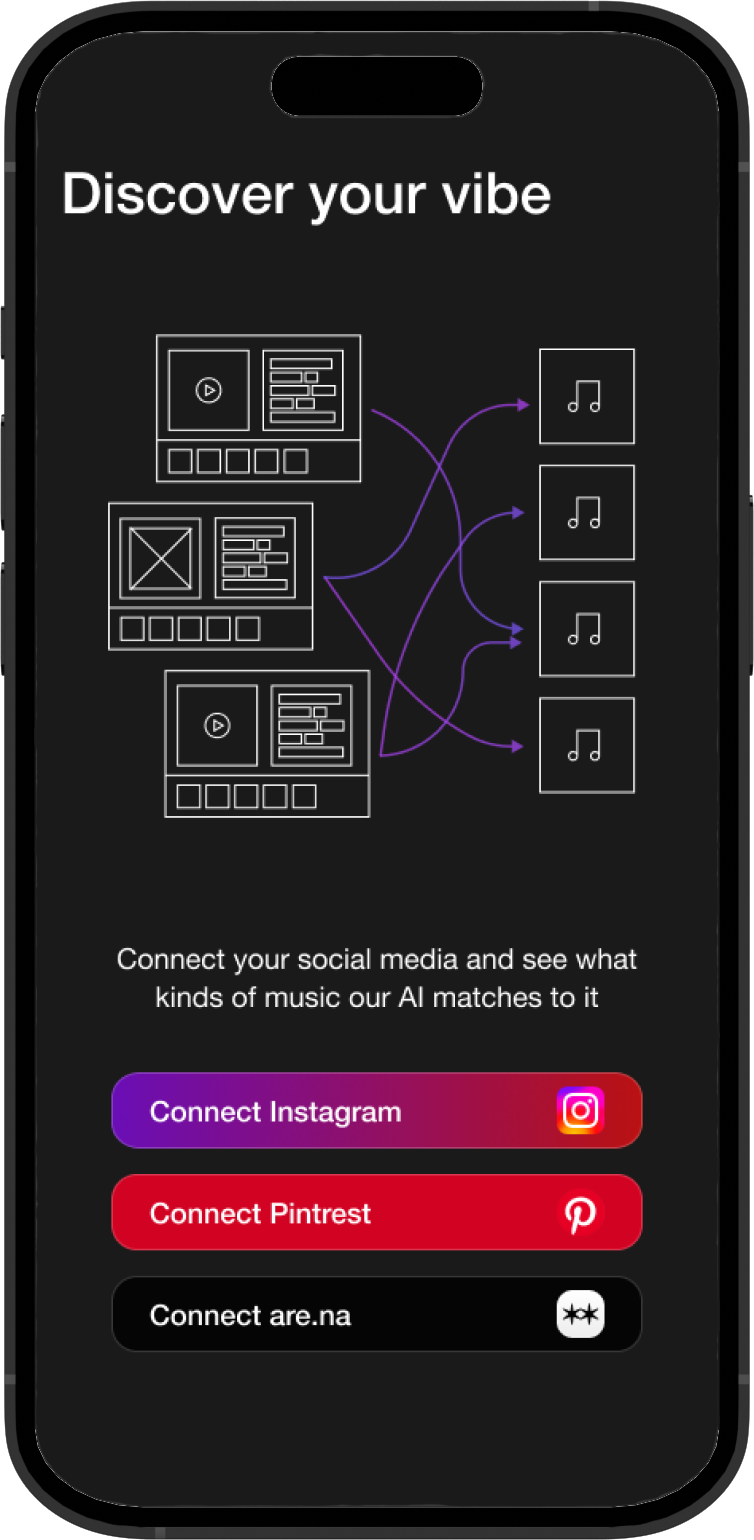 Discover your vibe
Connect your social media and see what
kinds of music our AI matches to it
Connect Instagram
Connect Pintrest
Connect are.na